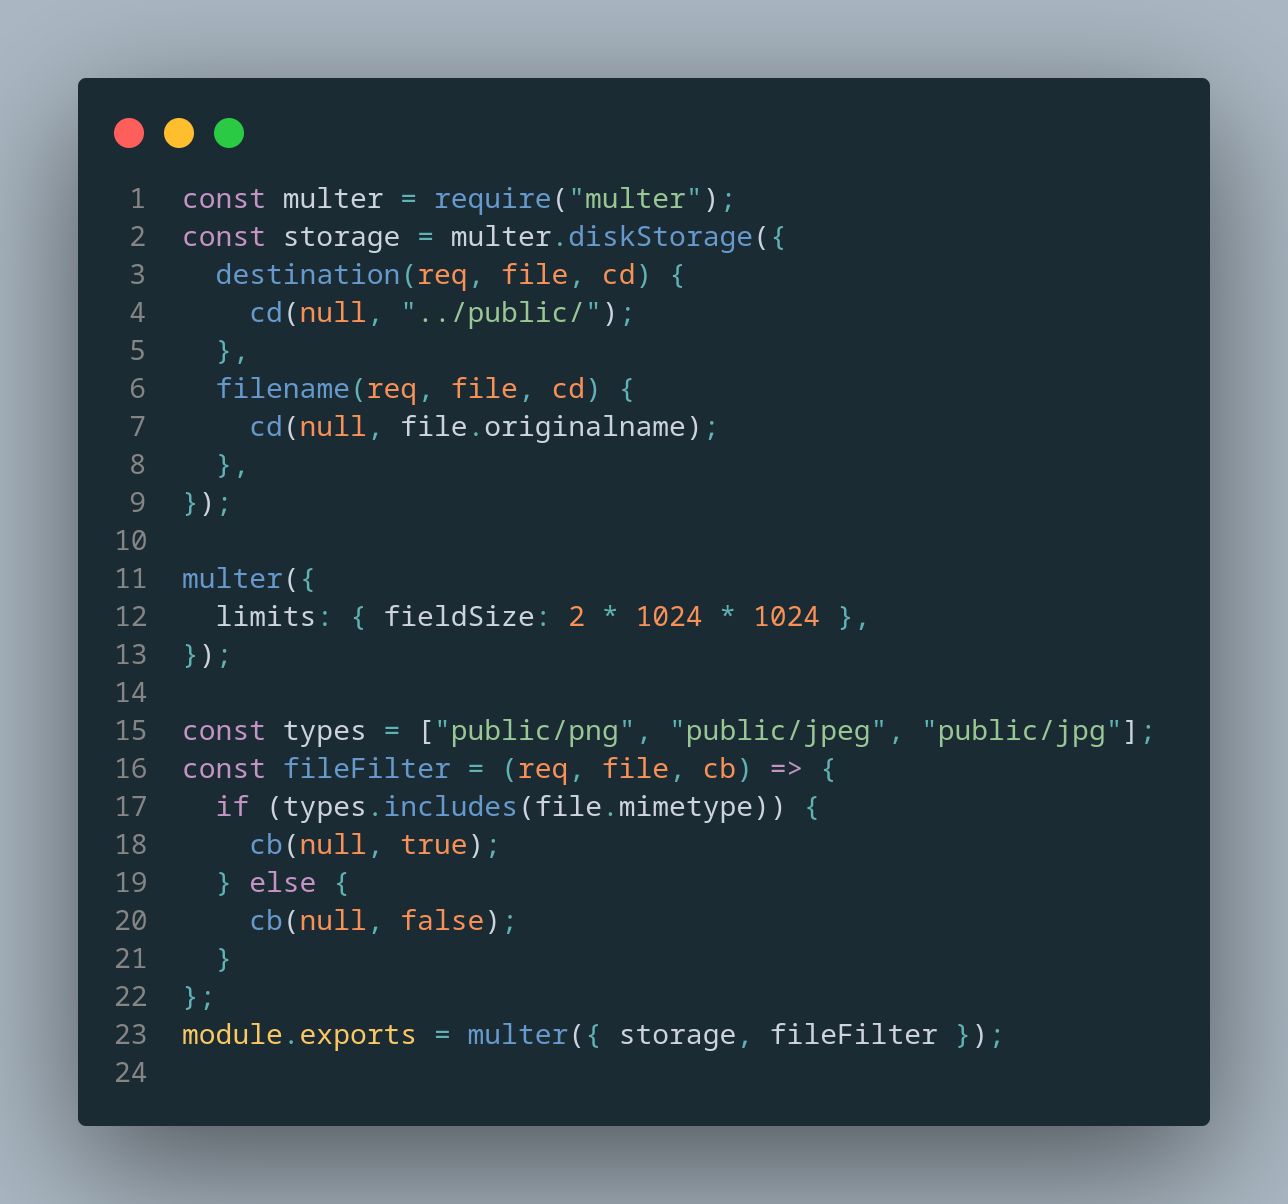 1 const multer = require("multer");
2 const storage = multer.diskStorage({
3   destination(req, file, cd) {
4     cd(null, "../public/");
5   },
6   filename(req, file, cd) {
7     cd(null, file.originalname);
8   },
9 });
10
11 multer({
12   limits: { fieldSize: 2 * 1024 * 1024 },
13 });
14
15 const types = ["public/png", "public/jpeg", "public/jpg"];
16 const fileFilter = (req, file, cb) => {
17   if (types.includes(file.mimetype)) {
18     cb(null, true);
19   } else {
20     cb(null, false);
21   }
22 };
23 module.exports = multer({ storage, fileFilter });
24